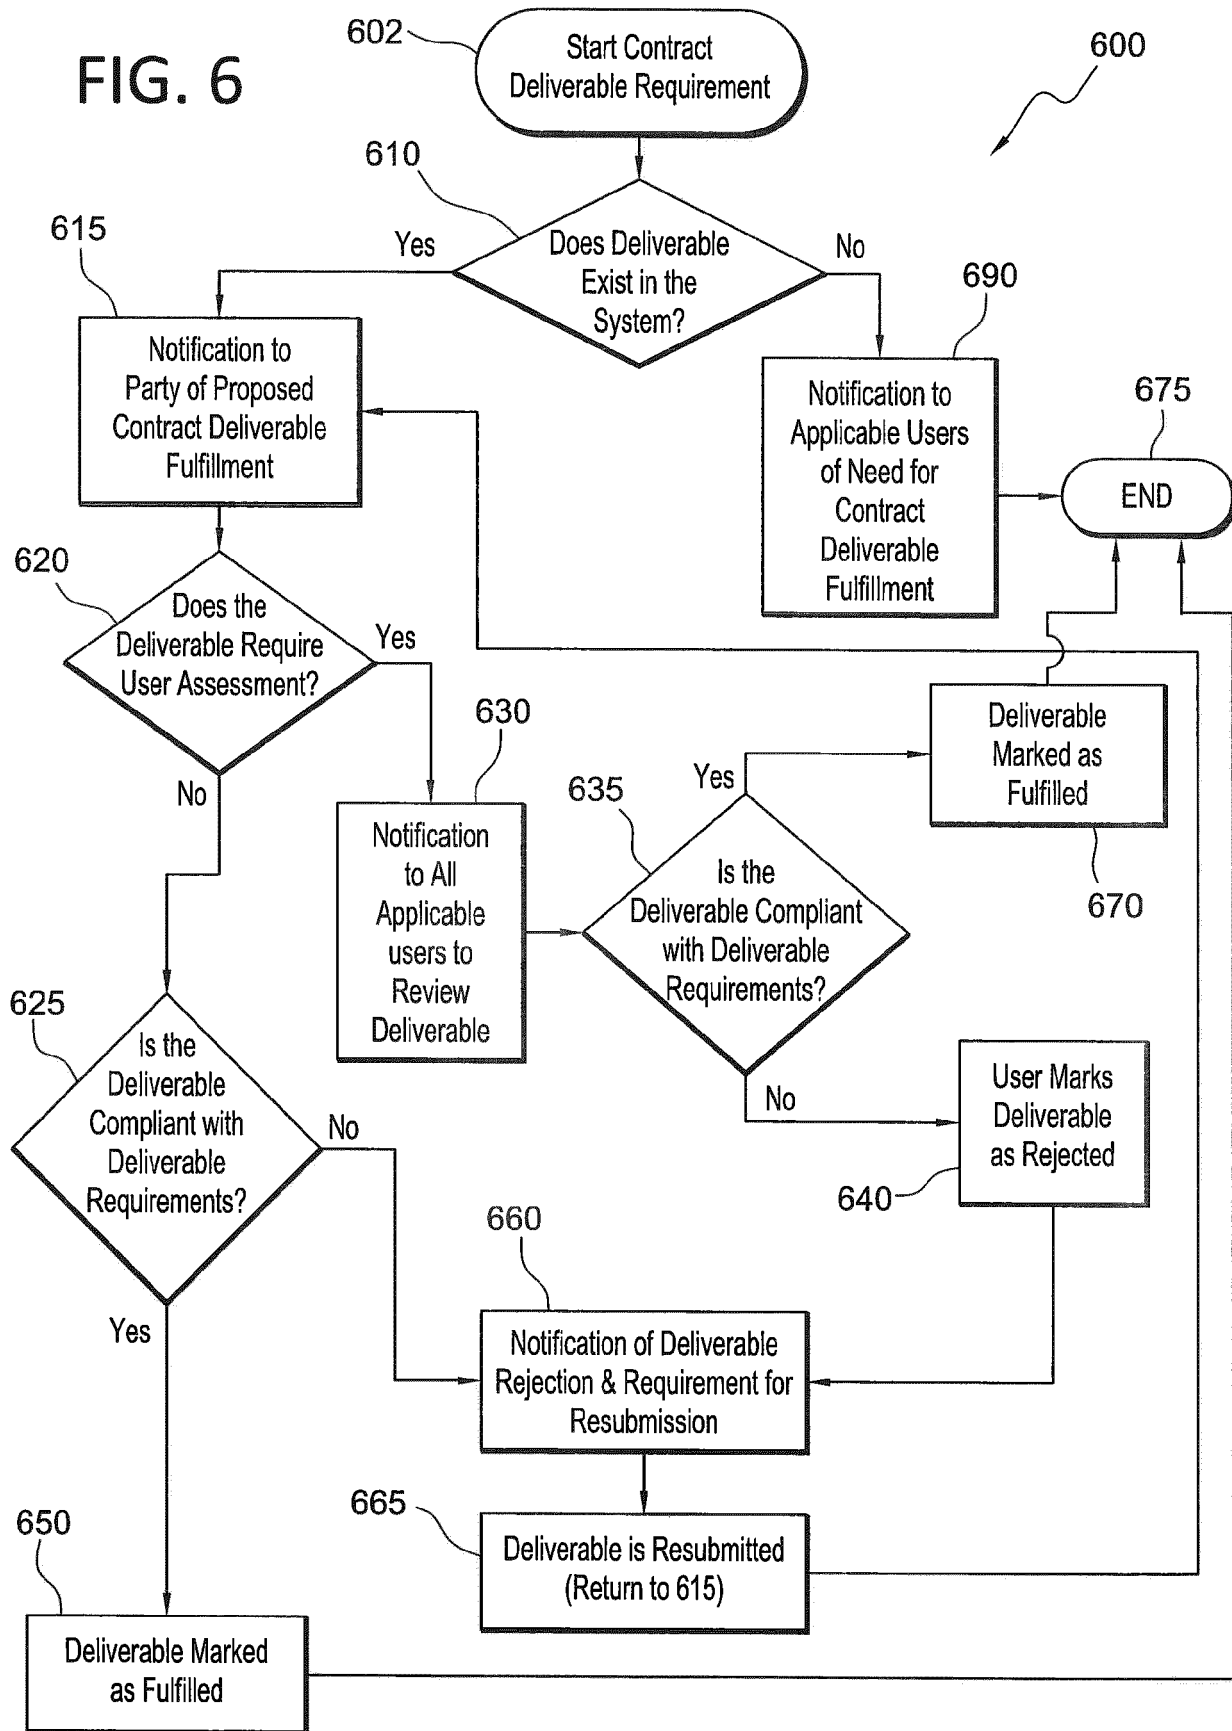 FIG. 6
602
Start Contract
Deliverable Requirement
600
610
Does Deliverable
Exist in the
System?
Yes
No
615
Notification to
Party of Proposed
Contract Deliverable
Fulfillment
690
Notification to
Applicable Users
of Need for
Contract
Deliverable
Fulfillment
675
END
620
Does the
Deliverable Require
User Assessment?
Yes
No
630
Notification
to All
Applicable
users to
Review
Deliverable
635
Is the
Deliverable Compliant
with Deliverable
Requirements?
Yes
No
Deliverable
Marked as
Fulfilled
670
625
Is the
Deliverable
Compliant with
Deliverable
Requirements?
No
Yes
User Marks
Deliverable
as Rejected
640
660
Notification of Deliverable
Rejection & Requirement for
Resubmission
665
Deliverable is Resubmitted
(Return to 615)
650
Deliverable Marked
as Fulfilled